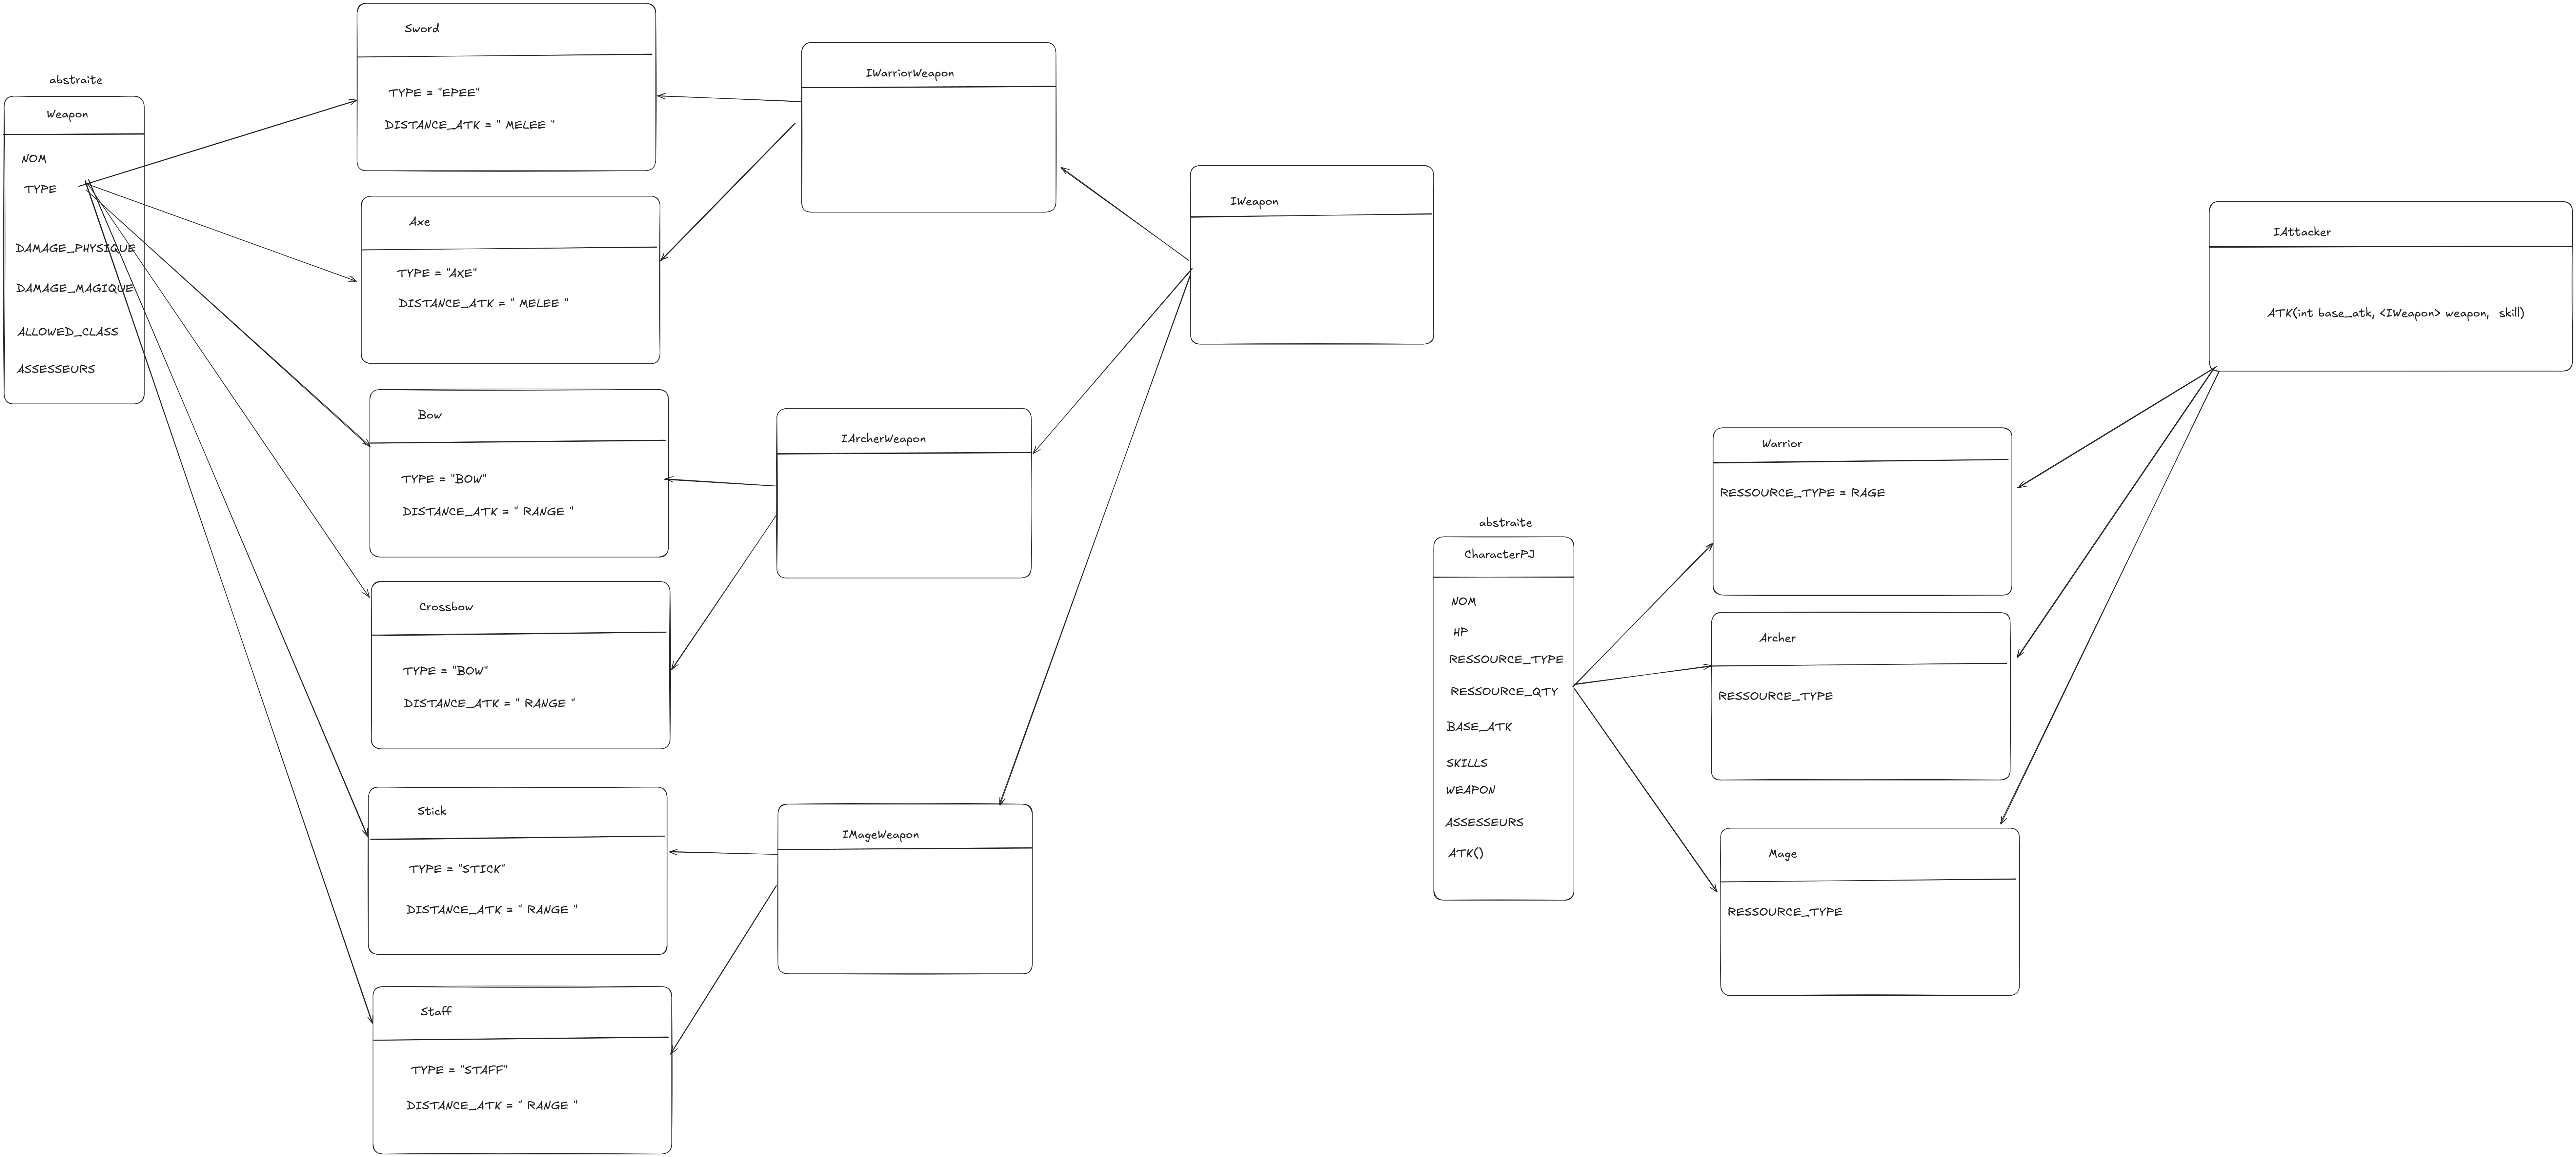 abstraite
Weapon
NOM
TYPE
DAMAGE_PHYSIQUE
DAMAGE_MAGIQUE
ALLOWED_CLASS
ASSESSEURS
Sword
TYPE = "EPEE"
DISTANCE_ATK = " MELEE "
Axe
TYPE = "AXE"
DISTANCE_ATK = " MELEE "
Bow
TYPE = "BOW"
DISTANCE_ATK = " RANGE "
Crossbow
TYPE = "BOW"
DISTANCE_ATK = " RANGE "
Stick
TYPE = "STICK"
DISTANCE_ATK = " RANGE "
Staff
TYPE = "STAFF"
DISTANCE_ATK = " RANGE "
IWarriorWeapon
IArcherWeapon
IMageWeapon
IWeapon
abstraite
CharacterPJ
NOM
HP
RESSOURCE_TYPE
RESSOURCE_QTY
BASE_ATK
SKILLS
WEAPON
ASSESSEURS
ATK()
Warrior
RESSOURCE_TYPE = RAGE
Archer
RESSOURCE_TYPE
Mage
RESSOURCE_TYPE
IAttacker
ATK(int base_atk, <IWeapon> weapon, skill)